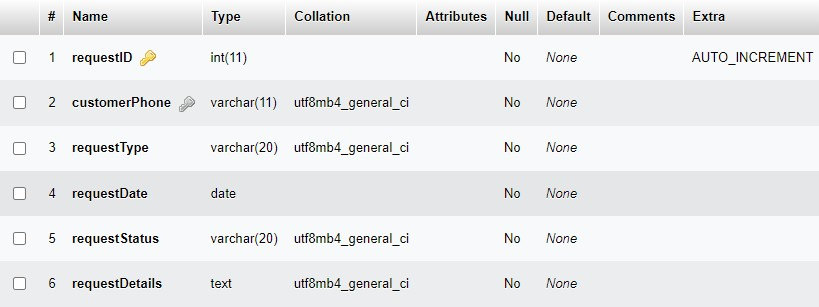 # Name Type Collation Attributes Null Default Comments Extra
1 requestID int(11) No None AUTO_INCREMENT
2 customerPhone varchar(11) utf8mb4_general_ci No None
3 requestType varchar(20) utf8mb4_general_ci No None
4 requestDate date No None
5 requestStatus varchar(20) utf8mb4_general_ci No None
6 requestDetails text utf8mb4_general_ci No None